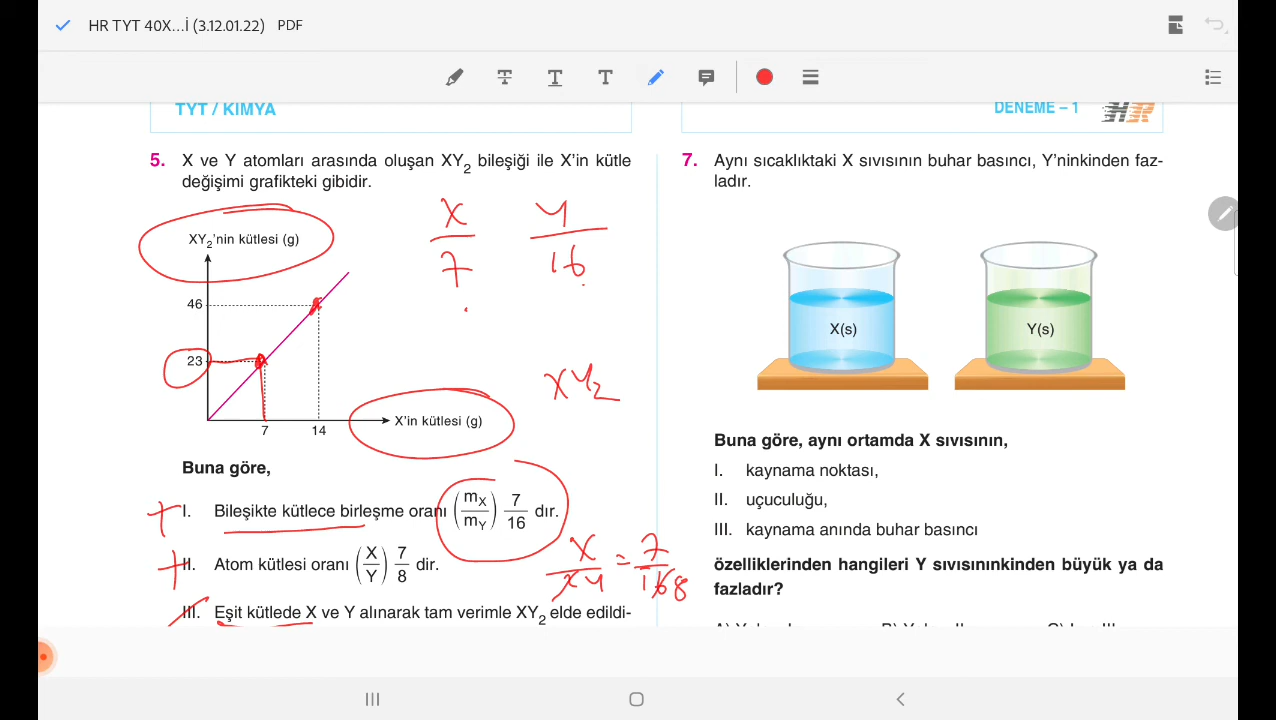 HR TYT 40X...İ (3.12.01.22) PDF
TYT / KİMYA
DENEME – 1
5. X ve Y atomları arasında oluşan XY₂ bileşiği ile X'in kütle
değişimi grafikteki gibidir.
X Y
7 16
XY₂'nin kütlesi (g)
46
23
7 14
X'in kütlesi (g)
XY₂
Buna göre,
I. Bileşikte kütlece birleşme oranı (mX/mY) 7/16 dır.
II. Atom kütlesi oranı (X/Y) 7/8 dir.
X/2Y = 7/168
III. Eşit kütlede X ve Y alınarak tam verimle XY₂ elde edildi-
7. Aynı sıcaklıktaki X sıvısının buhar basıncı, Y'ninkinden faz-
ladır.
X(s)
Y(s)
Buna göre, aynı ortamda X sıvısının,
I. kaynama noktası,
II. uçuculuğu,
III. kaynama anında buhar basıncı
özelliklerinden hangileri Y sıvısınınkinden büyük ya da
fazladır?